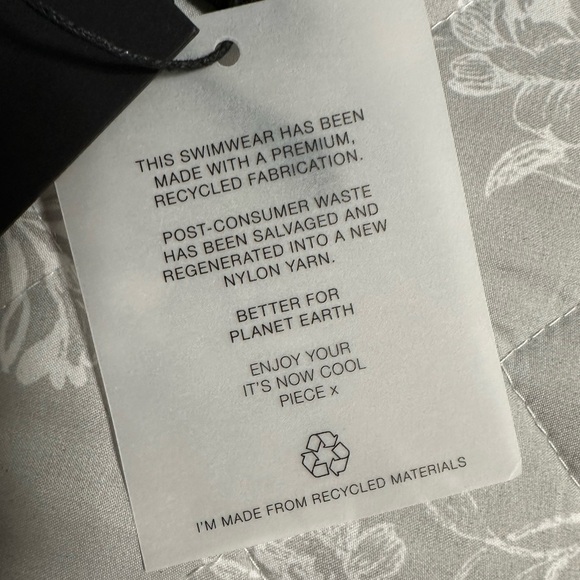 THIS SWIMWEAR HAS BEEN
MADE WITH A PREMIUM,
RECYCLED FABRICATION.
POST-CONSUMER WASTE
HAS BEEN SALVAGED AND
REGENERATED INTO A NEW
NYLON YARN.
BETTER FOR
PLANET EARTH
ENJOY YOUR
IT'S NOW COOL
PIECE x
I'M MADE FROM RECYCLED MATERIALS